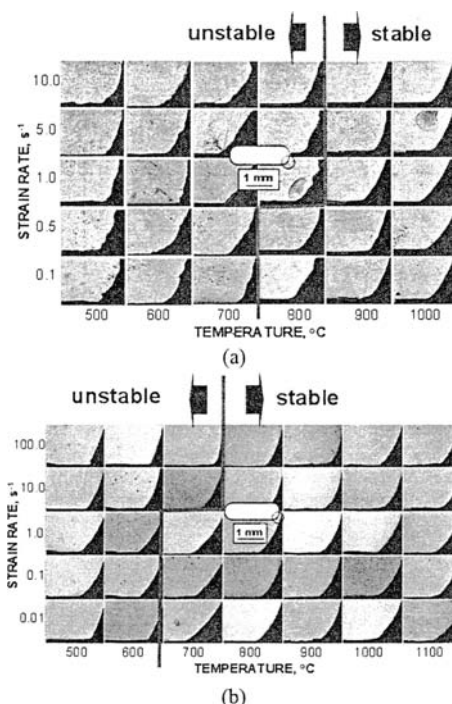 unstable stable
10.0
5.0
1.0
0.5
0.1
STRAIN RATE, s⁻¹
1 mm
500 600 700 800 900 1000
TEMPERATURE, °C
(a)
unstable stable
100.0
10.0
1.0
0.1
0.01
STRAIN RATE, s⁻¹
1 mm
500 600 700 800 900 1000 1100
TEMPERATURE, °C
(b)